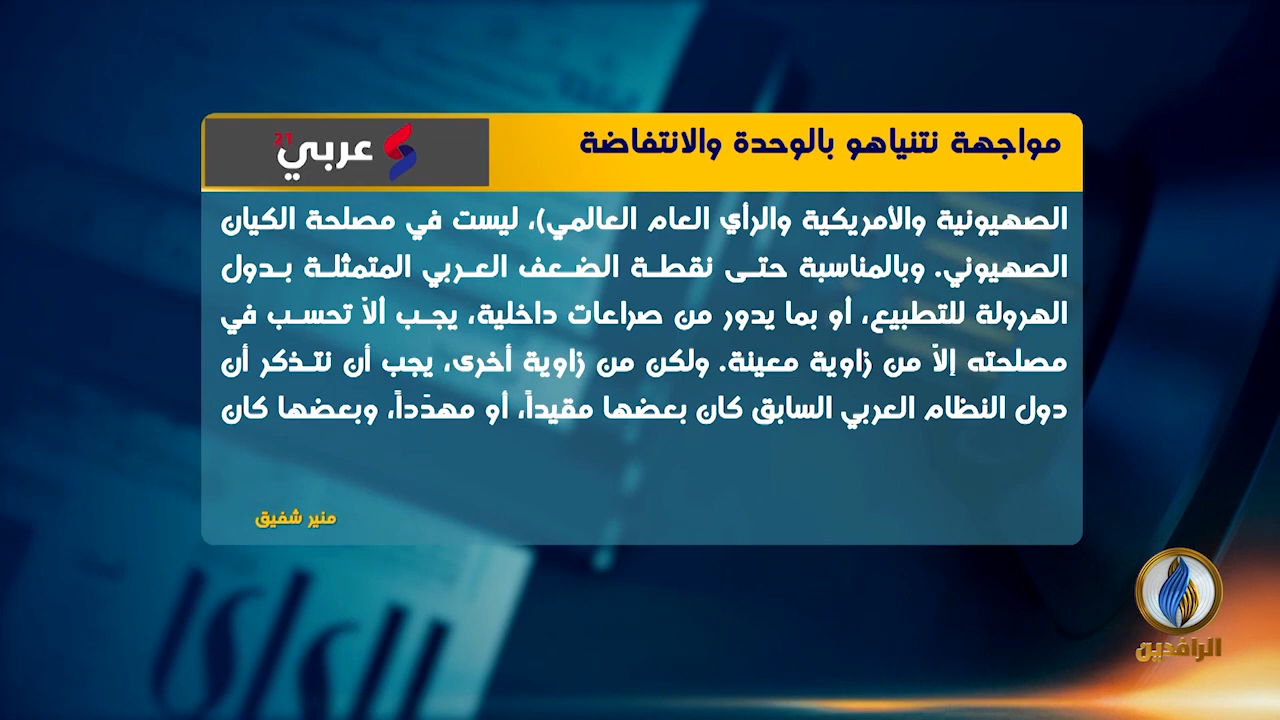 مواجهة نتنياهو بالوحدة والانتفاضة
عربي 21
الصهيونية والأمريكية والرأي العام العالمي)، ليست في مصلحة الكيان
الصهيوني. وبالمناسبة حتى نقطة الضعف العربي المتمثلة بدول
الهرولة للتطبيع، أو بما يدور من صراعات داخلية، يجب ألاّ تحسب في
مصلحته إلاّ من زاوية معينة. ولكن من زاوية أخرى، يجب أن نتذكر أن
دول النظام العربي السابق كان بعضها مقيداً، أو مهدّداً، وبعضها كان
منير شفيق
الرافدين